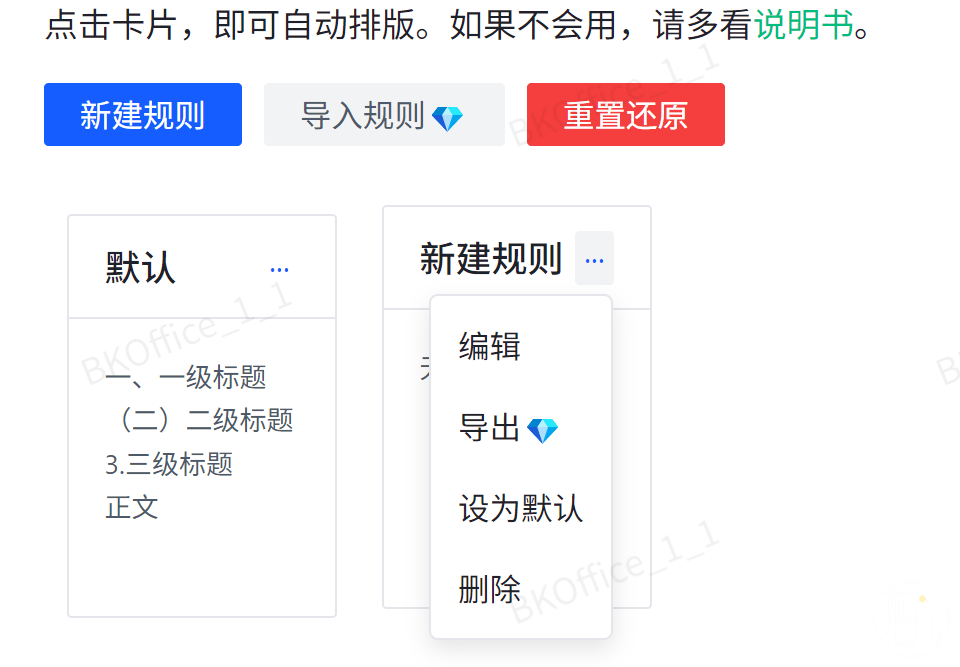 点击卡片，即可自动排版。如果不会用，请多看说明书。
新建规则 导入规则 重置还原
默认 ...
新建规则 ...
一、一级标题
（二）二级标题
3.三级标题
正文
编辑
导出
设为默认
删除
BKOffice_1_1
BKOffice_1_1
BKOffice_1_1